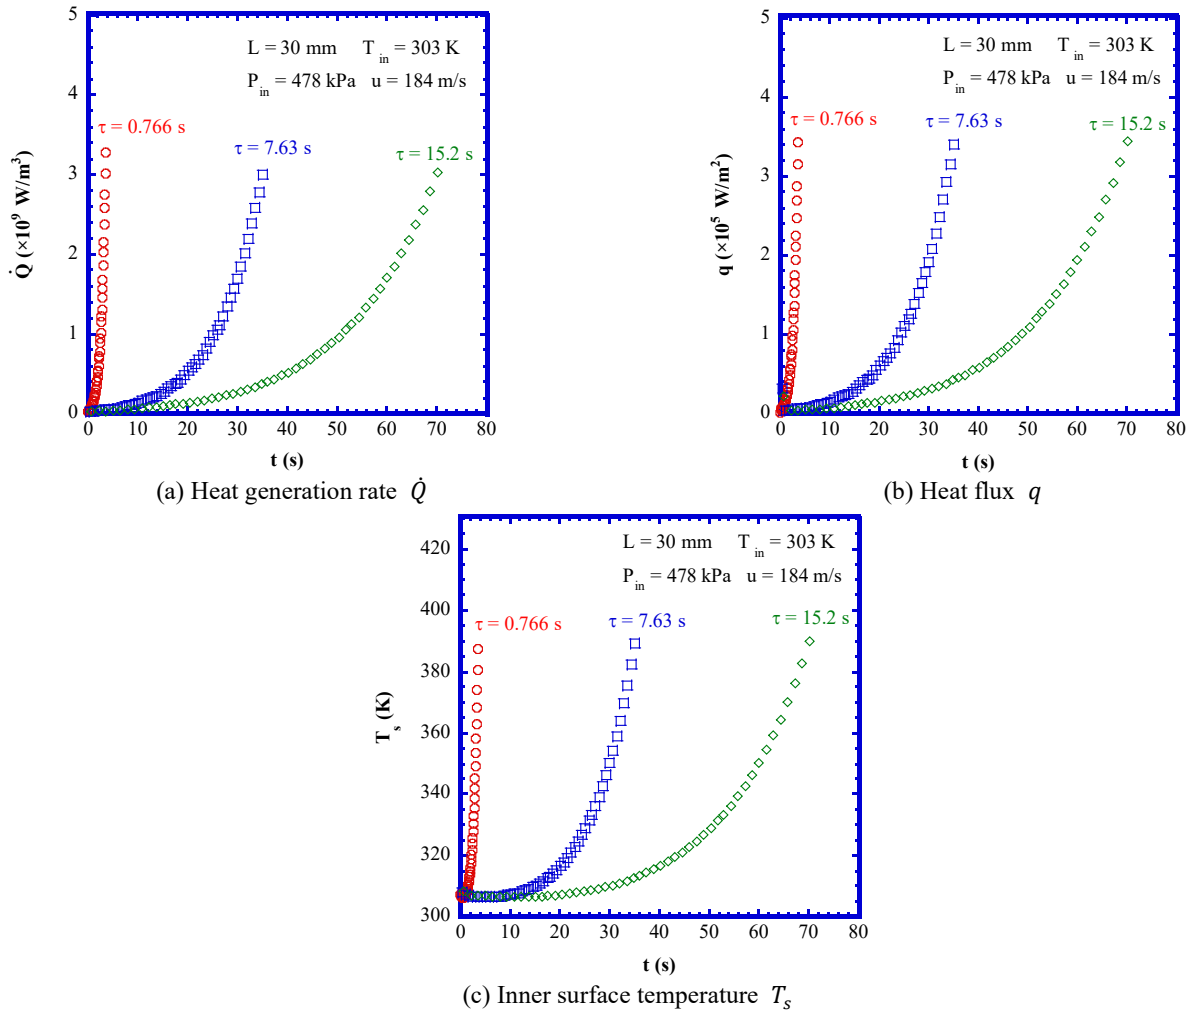 5
4
3
2
1
0
Q̇ (×10⁹ W/m³)
L = 30 mm T in = 303 K
P in = 478 kPa u = 184 m/s
τ = 0.766 s
τ = 7.63 s
τ = 15.2 s
0 10 20 30 40 50 60 70 80
t (s)
(a) Heat generation rate Q̇
5
4
3
2
1
0
q (×10⁵ W/m²)
L = 30 mm T in = 303 K
P in = 478 kPa u = 184 m/s
τ = 0.766 s
τ = 7.63 s
τ = 15.2 s
0 10 20 30 40 50 60 70 80
t (s)
(b) Heat flux q
420
400
380
360
340
320
300
T s (K)
L = 30 mm T in = 303 K
P in = 478 kPa u = 184 m/s
τ = 0.766 s
τ = 7.63 s
τ = 15.2 s
0 10 20 30 40 50 60 70 80
t (s)
(c) Inner surface temperature Tₛ